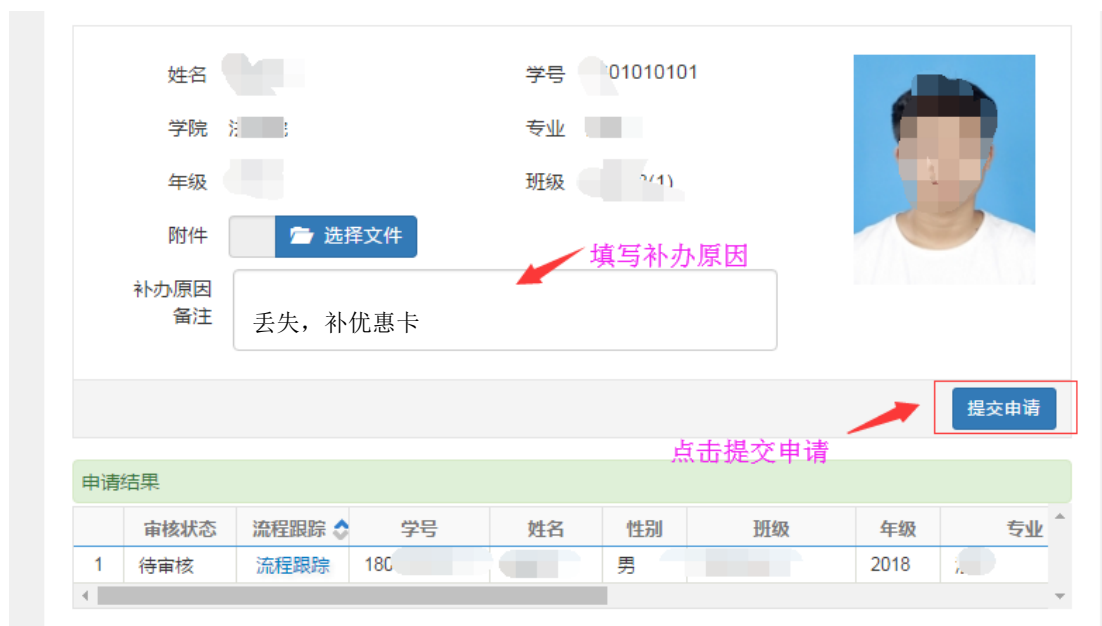 姓名
学号 01010101
学院
专业
年级
班级 (1)
附件 选择文件
填写补办原因
补办原因
备注
丢失，补优惠卡
提交申请
点击提交申请
申请结果
审核状态 流程跟踪 学号 姓名 性别 班级 年级 专业
1 待审核 流程跟踪 180 男 2018